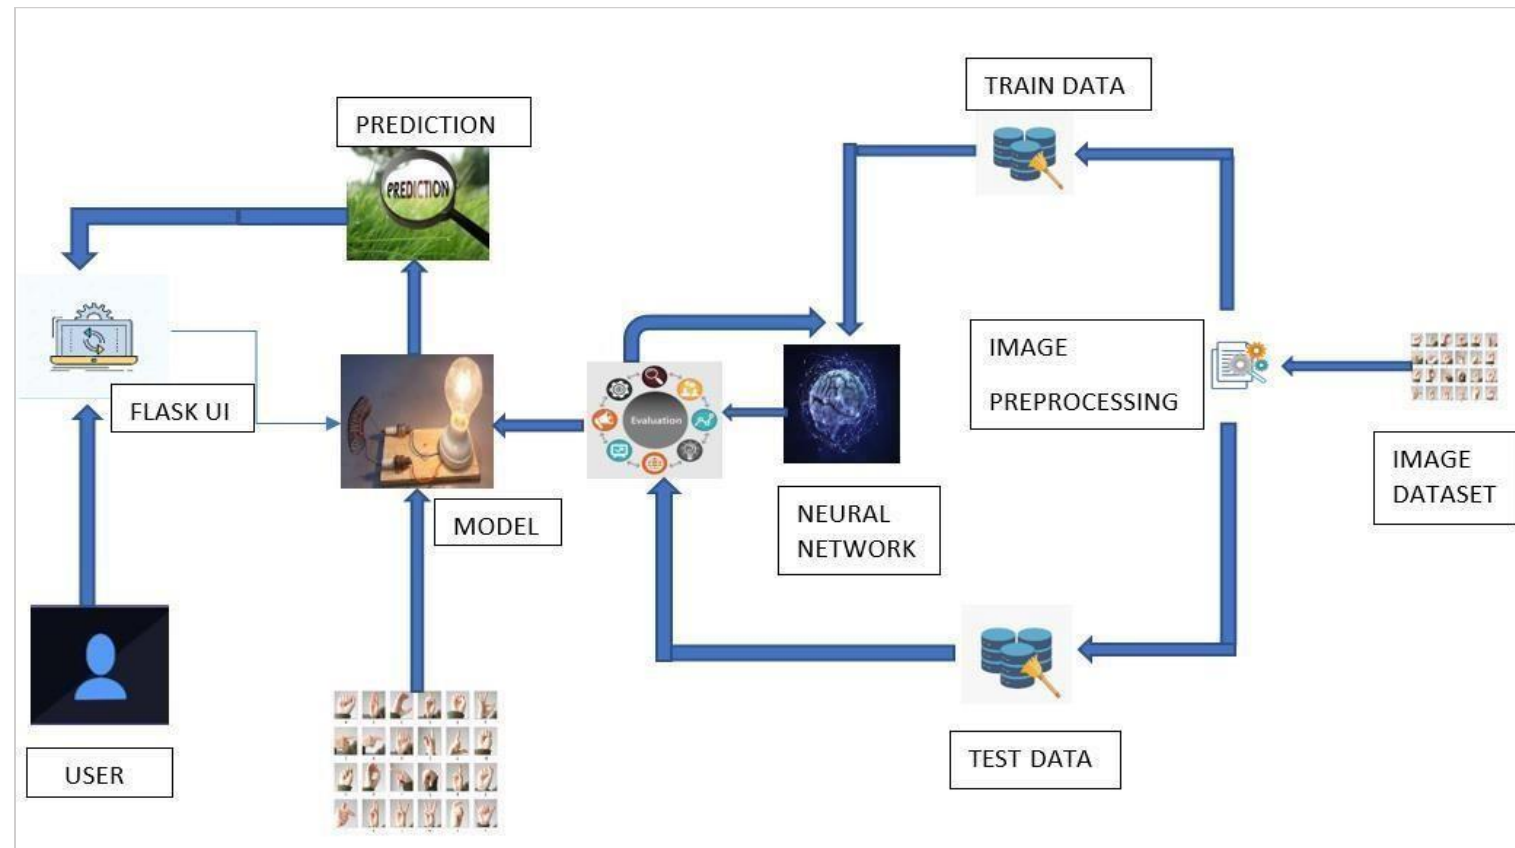 TRAIN DATA
PREDICTION
PREDICTION
IMAGE
PREPROCESSING
FLASK UI
Evaluation
IMAGE
DATASET
MODEL
NEURAL
NETWORK
USER
TEST DATA